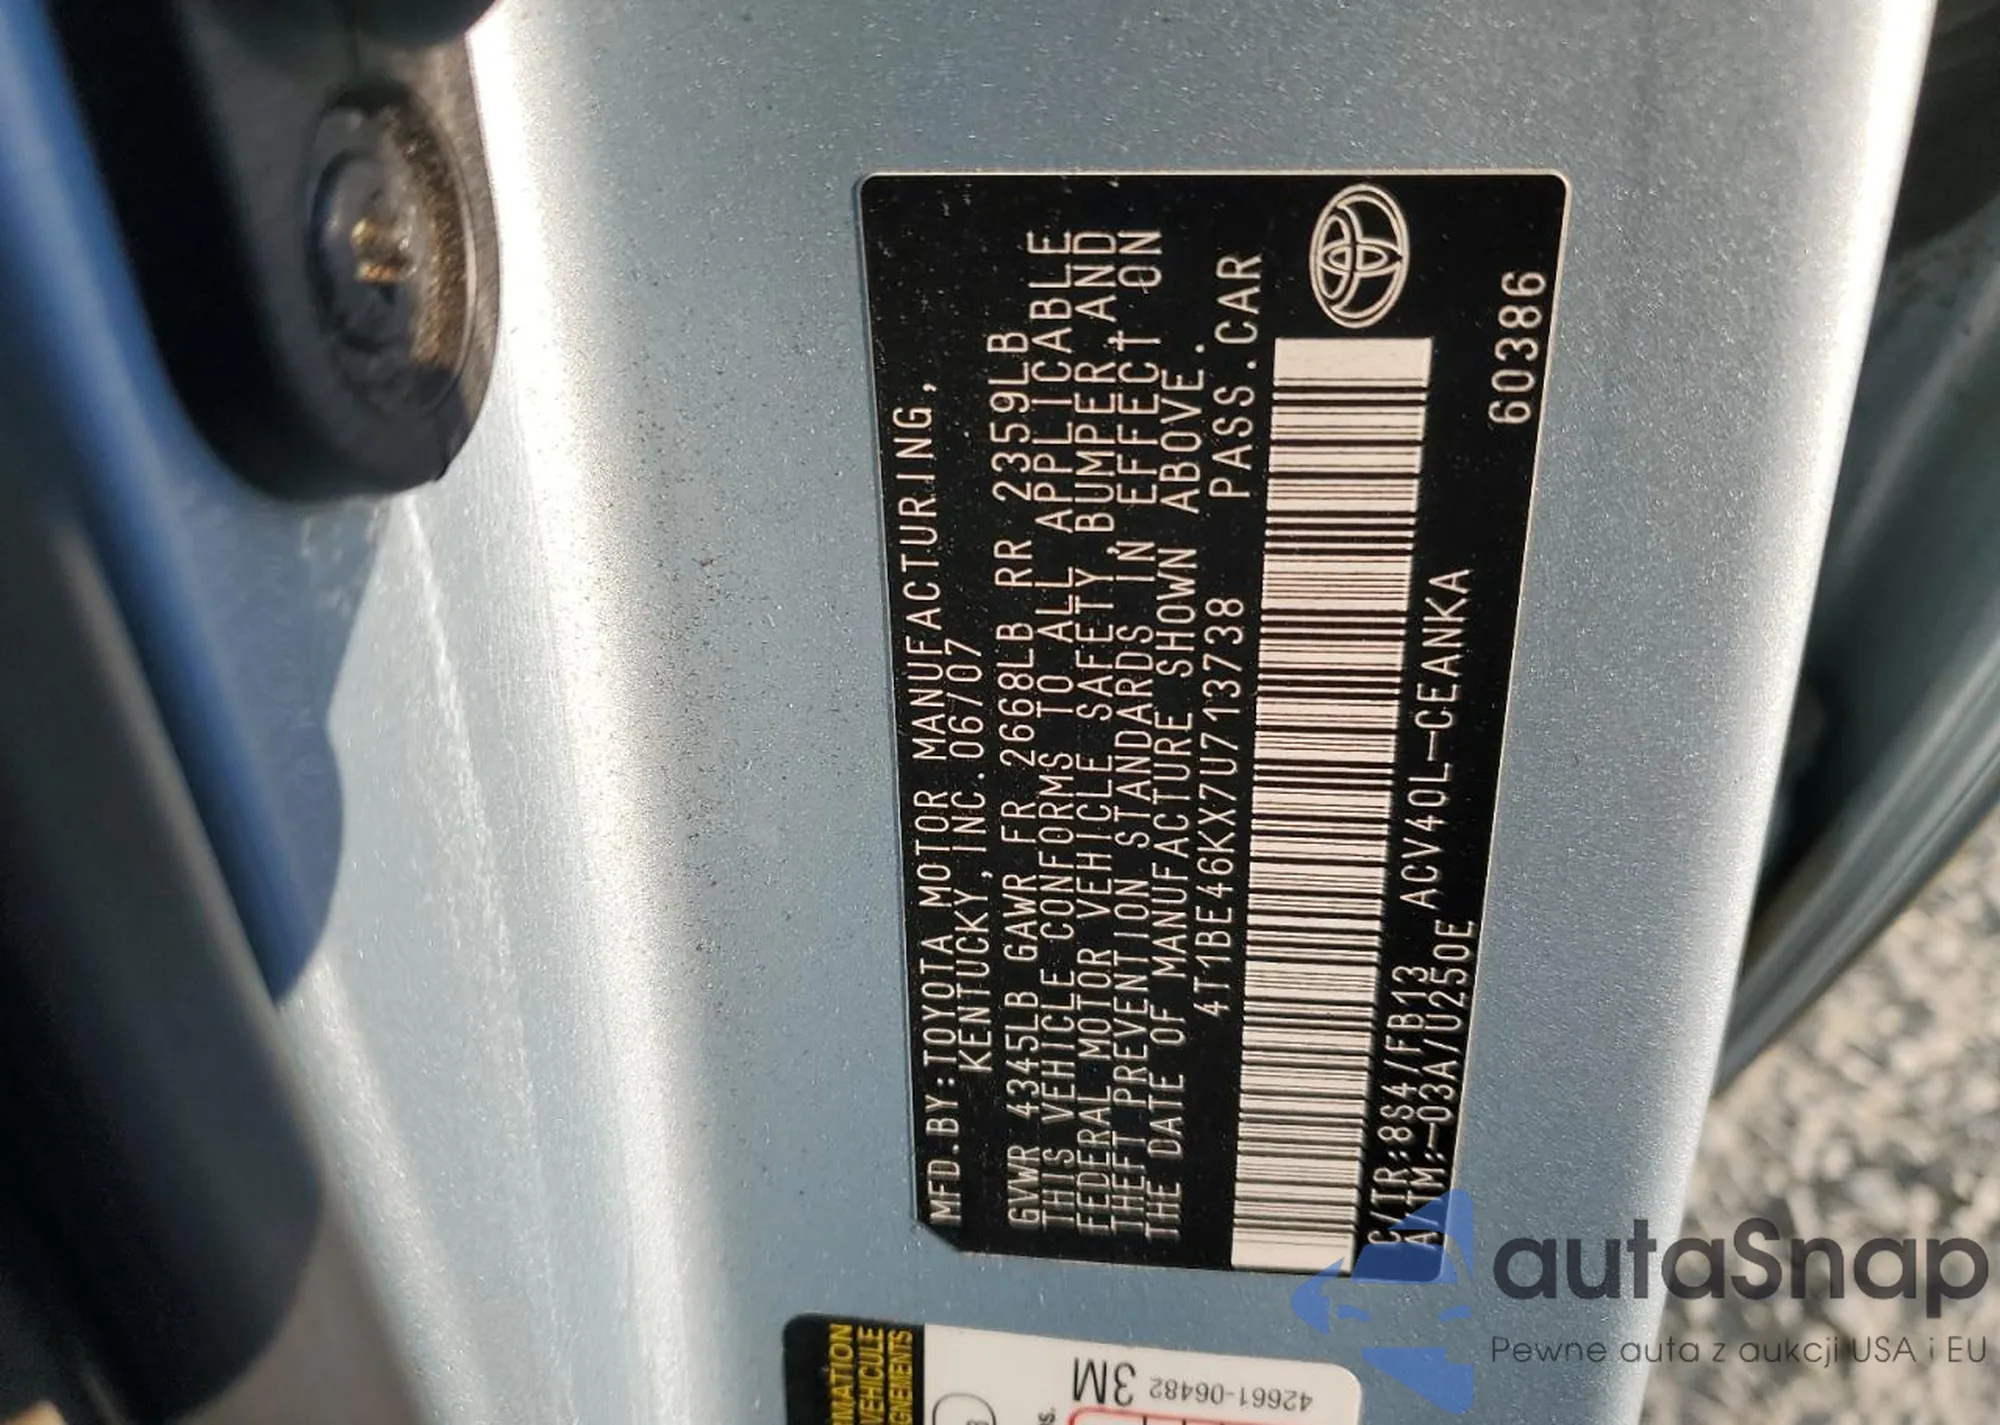 MFD.BY:TOYOTA MOTOR MANUFACTURING,
KENTUCKY, INC. 06/07
GVWR 4345LB GAWR FR 2668LB RR 2359LB
THIS VEHICLE CONFORMS TO ALL APPLICABLE
FEDERAL MOTOR VEHICLE SAFETY, BUMPER, AND
THEFT PREVENTION STANDARDS IN EFFECT ON
THE DATE OF MANUFACTURE SHOWN ABOVE.
4T1BE46KX7U713738 PASS.CAR
C/TR:8S4/FB13 ACV40L-CEANKA
A/TM:-03A/U250E
60386
3M
42661-06482
VEHICLE
autaSnap
Pewne auta z aukcji USA i EU